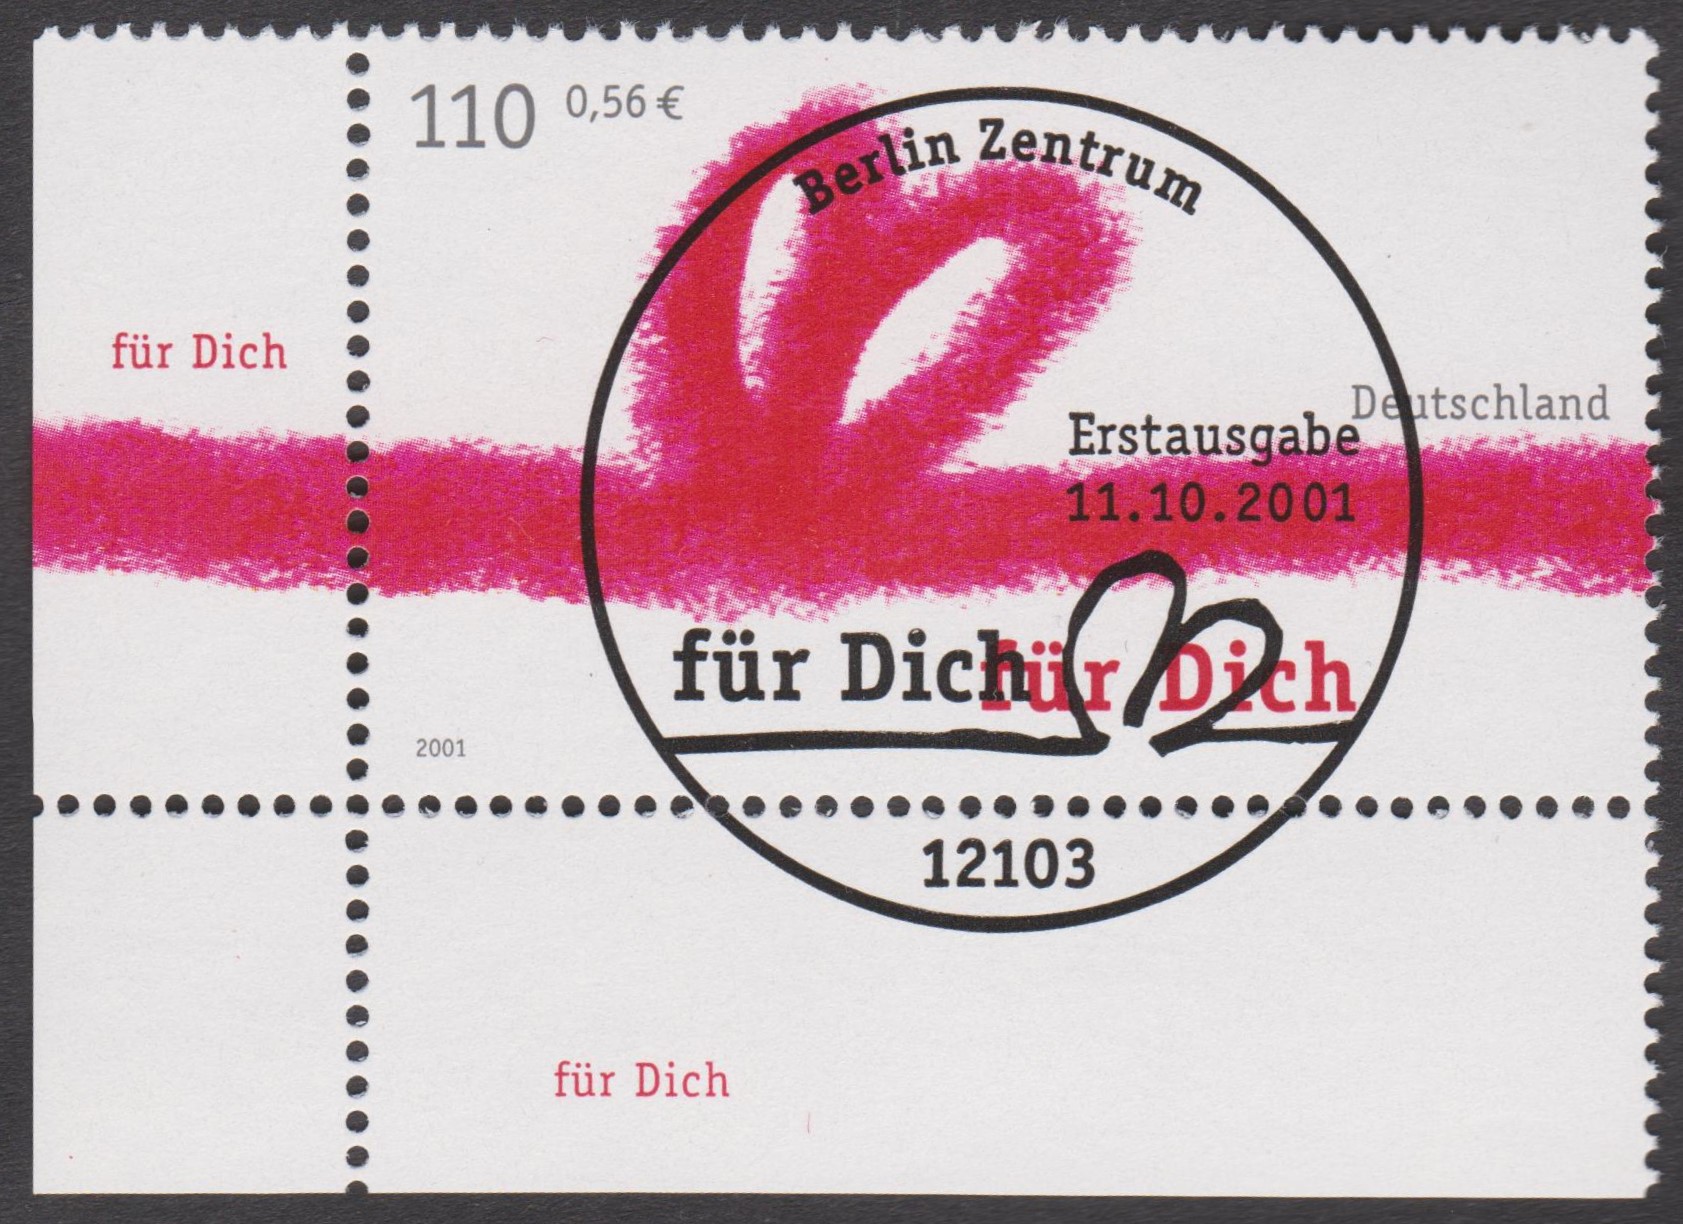 110 0,56 €
Berlin Zentrum
für Dich
Deutschland
Erstausgabe
11.10.2001
für Dich für Dich
2001
12103
für Dich